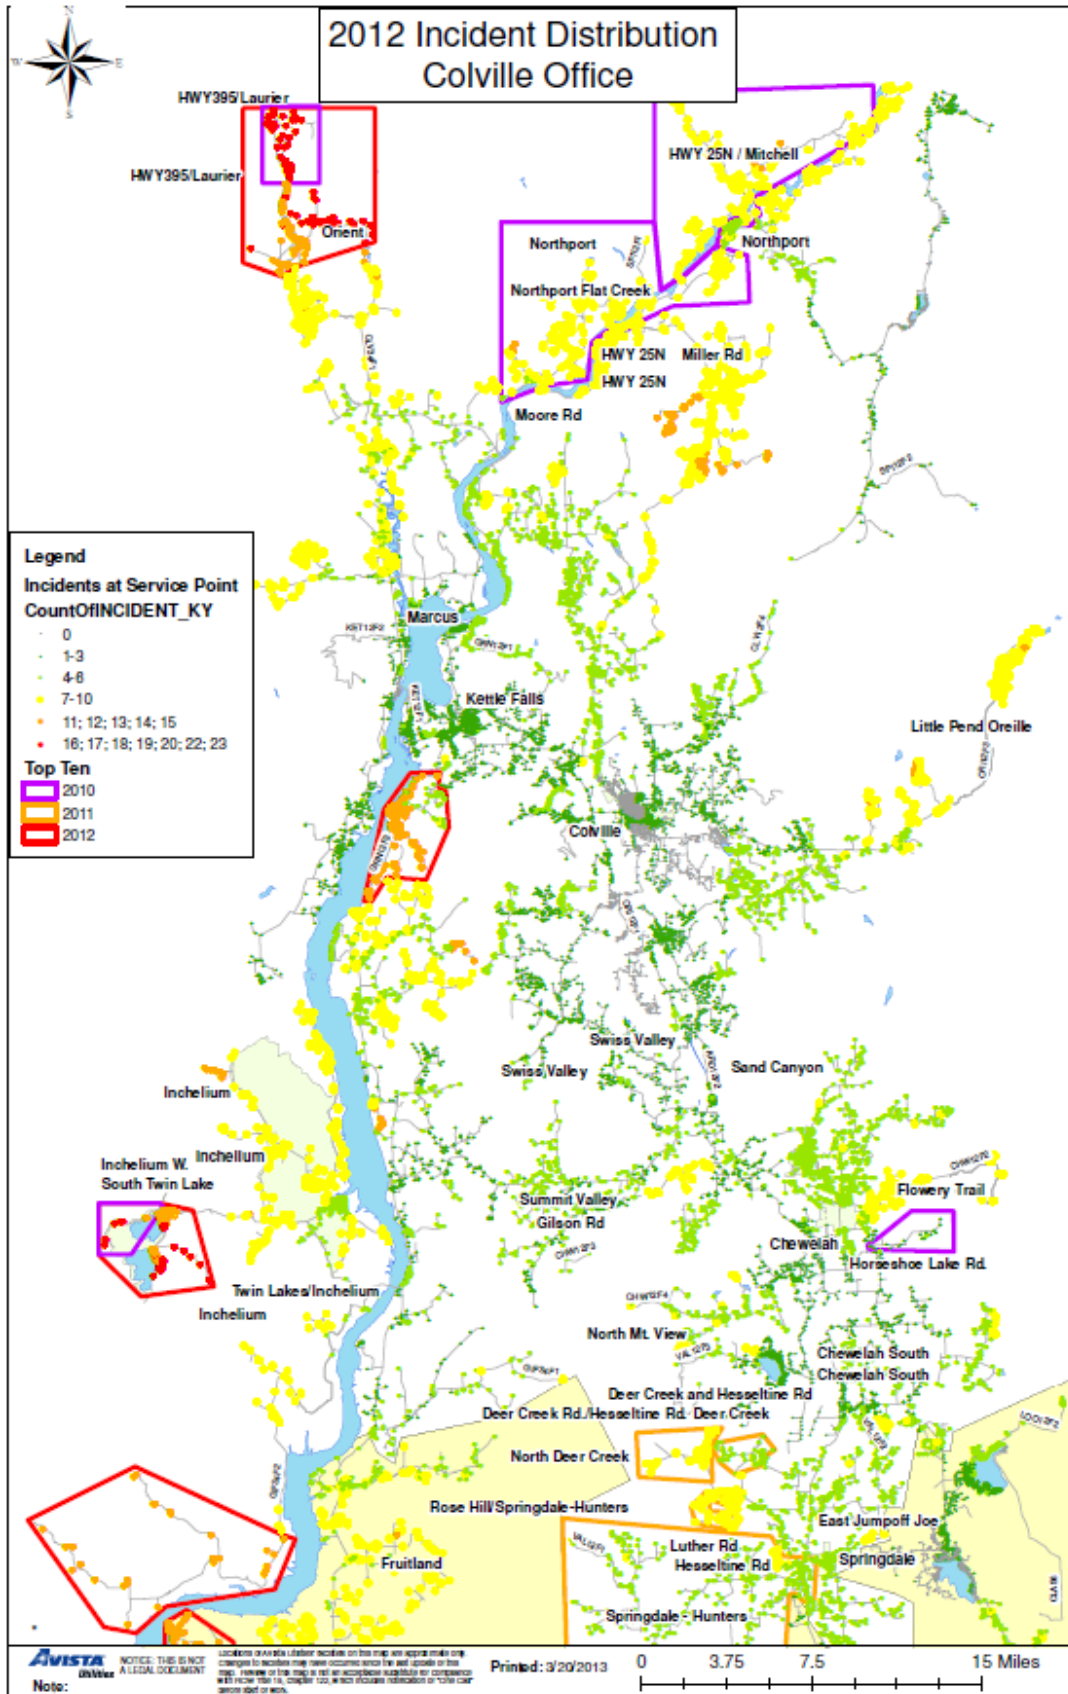 2012 Incident Distribution
Colville Office
N
W
E
S
HWY395/Laurier
HWY395/Laurier
Orient
HWY 25N / Mitchell
Northport
Northport
Northport Flat Creek
HWY 25N
Miller Rd
HWY 25N
Moore Rd
Legend
Incidents at Service Point
CountOfINCIDENT_KY
0
1-3
4-6
7-10
11; 12; 13; 14; 15
16; 17; 18; 19; 20; 22; 23
Top Ten
2010
2011
2012
Marcus
KET12F2
Kettle Falls
Little Pend Oreille
Colville
Swiss Valley
Swiss Valley
Sand Canyon
Inchelium
Inchelium W.
Inchelium
South Twin Lake
Summit Valley
Gilson Rd
CHW12F3
CHW12F2
Flowery Trail
Chewelah
Horseshoe Lake Rd.
Twin Lakes/Inchelium
Inchelium
CHW12F4
North Mt. View
Chewelah South
Chewelah South
Deer Creek and Hesseltine Rd
Deer Creek Rd./Hesseltine Rd. Deer Creek
North Deer Creek
Rose Hill/Springdale-Hunters
East Jumpoff Joe
Luther Rd
Hesseltine Rd
Springdale
Fruitland
Springdale - Hunters
AVISTA
Utilities
NOTICE: THIS IS NOT
A LEGAL DOCUMENT
Note:
Printed: 3/20/2013
0 3.75 7.5 15 Miles